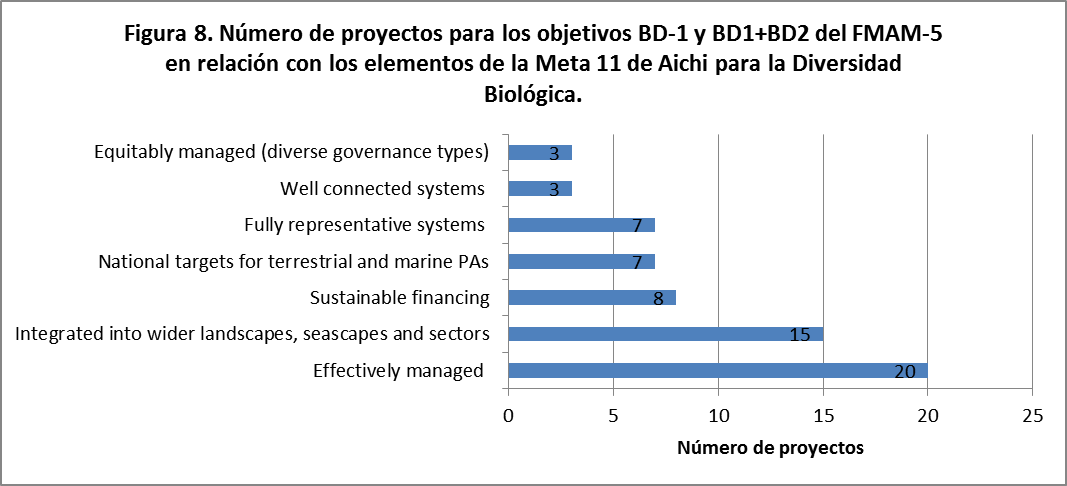 Figura 8. Número de proyectos para los objetivos BD-1 y BD1+BD2 del FMAM-5
en relación con los elementos de la Meta 11 de Aichi para la Diversidad
Biológica.
Equitably managed (diverse governance types) 3
Well connected systems 3
Fully representative systems 7
National targets for terrestrial and marine PAs 7
Sustainable financing 8
Integrated into wider landscapes, seascapes and sectors 15
Effectively managed 20
0 5 10 15 20 25
Número de proyectos